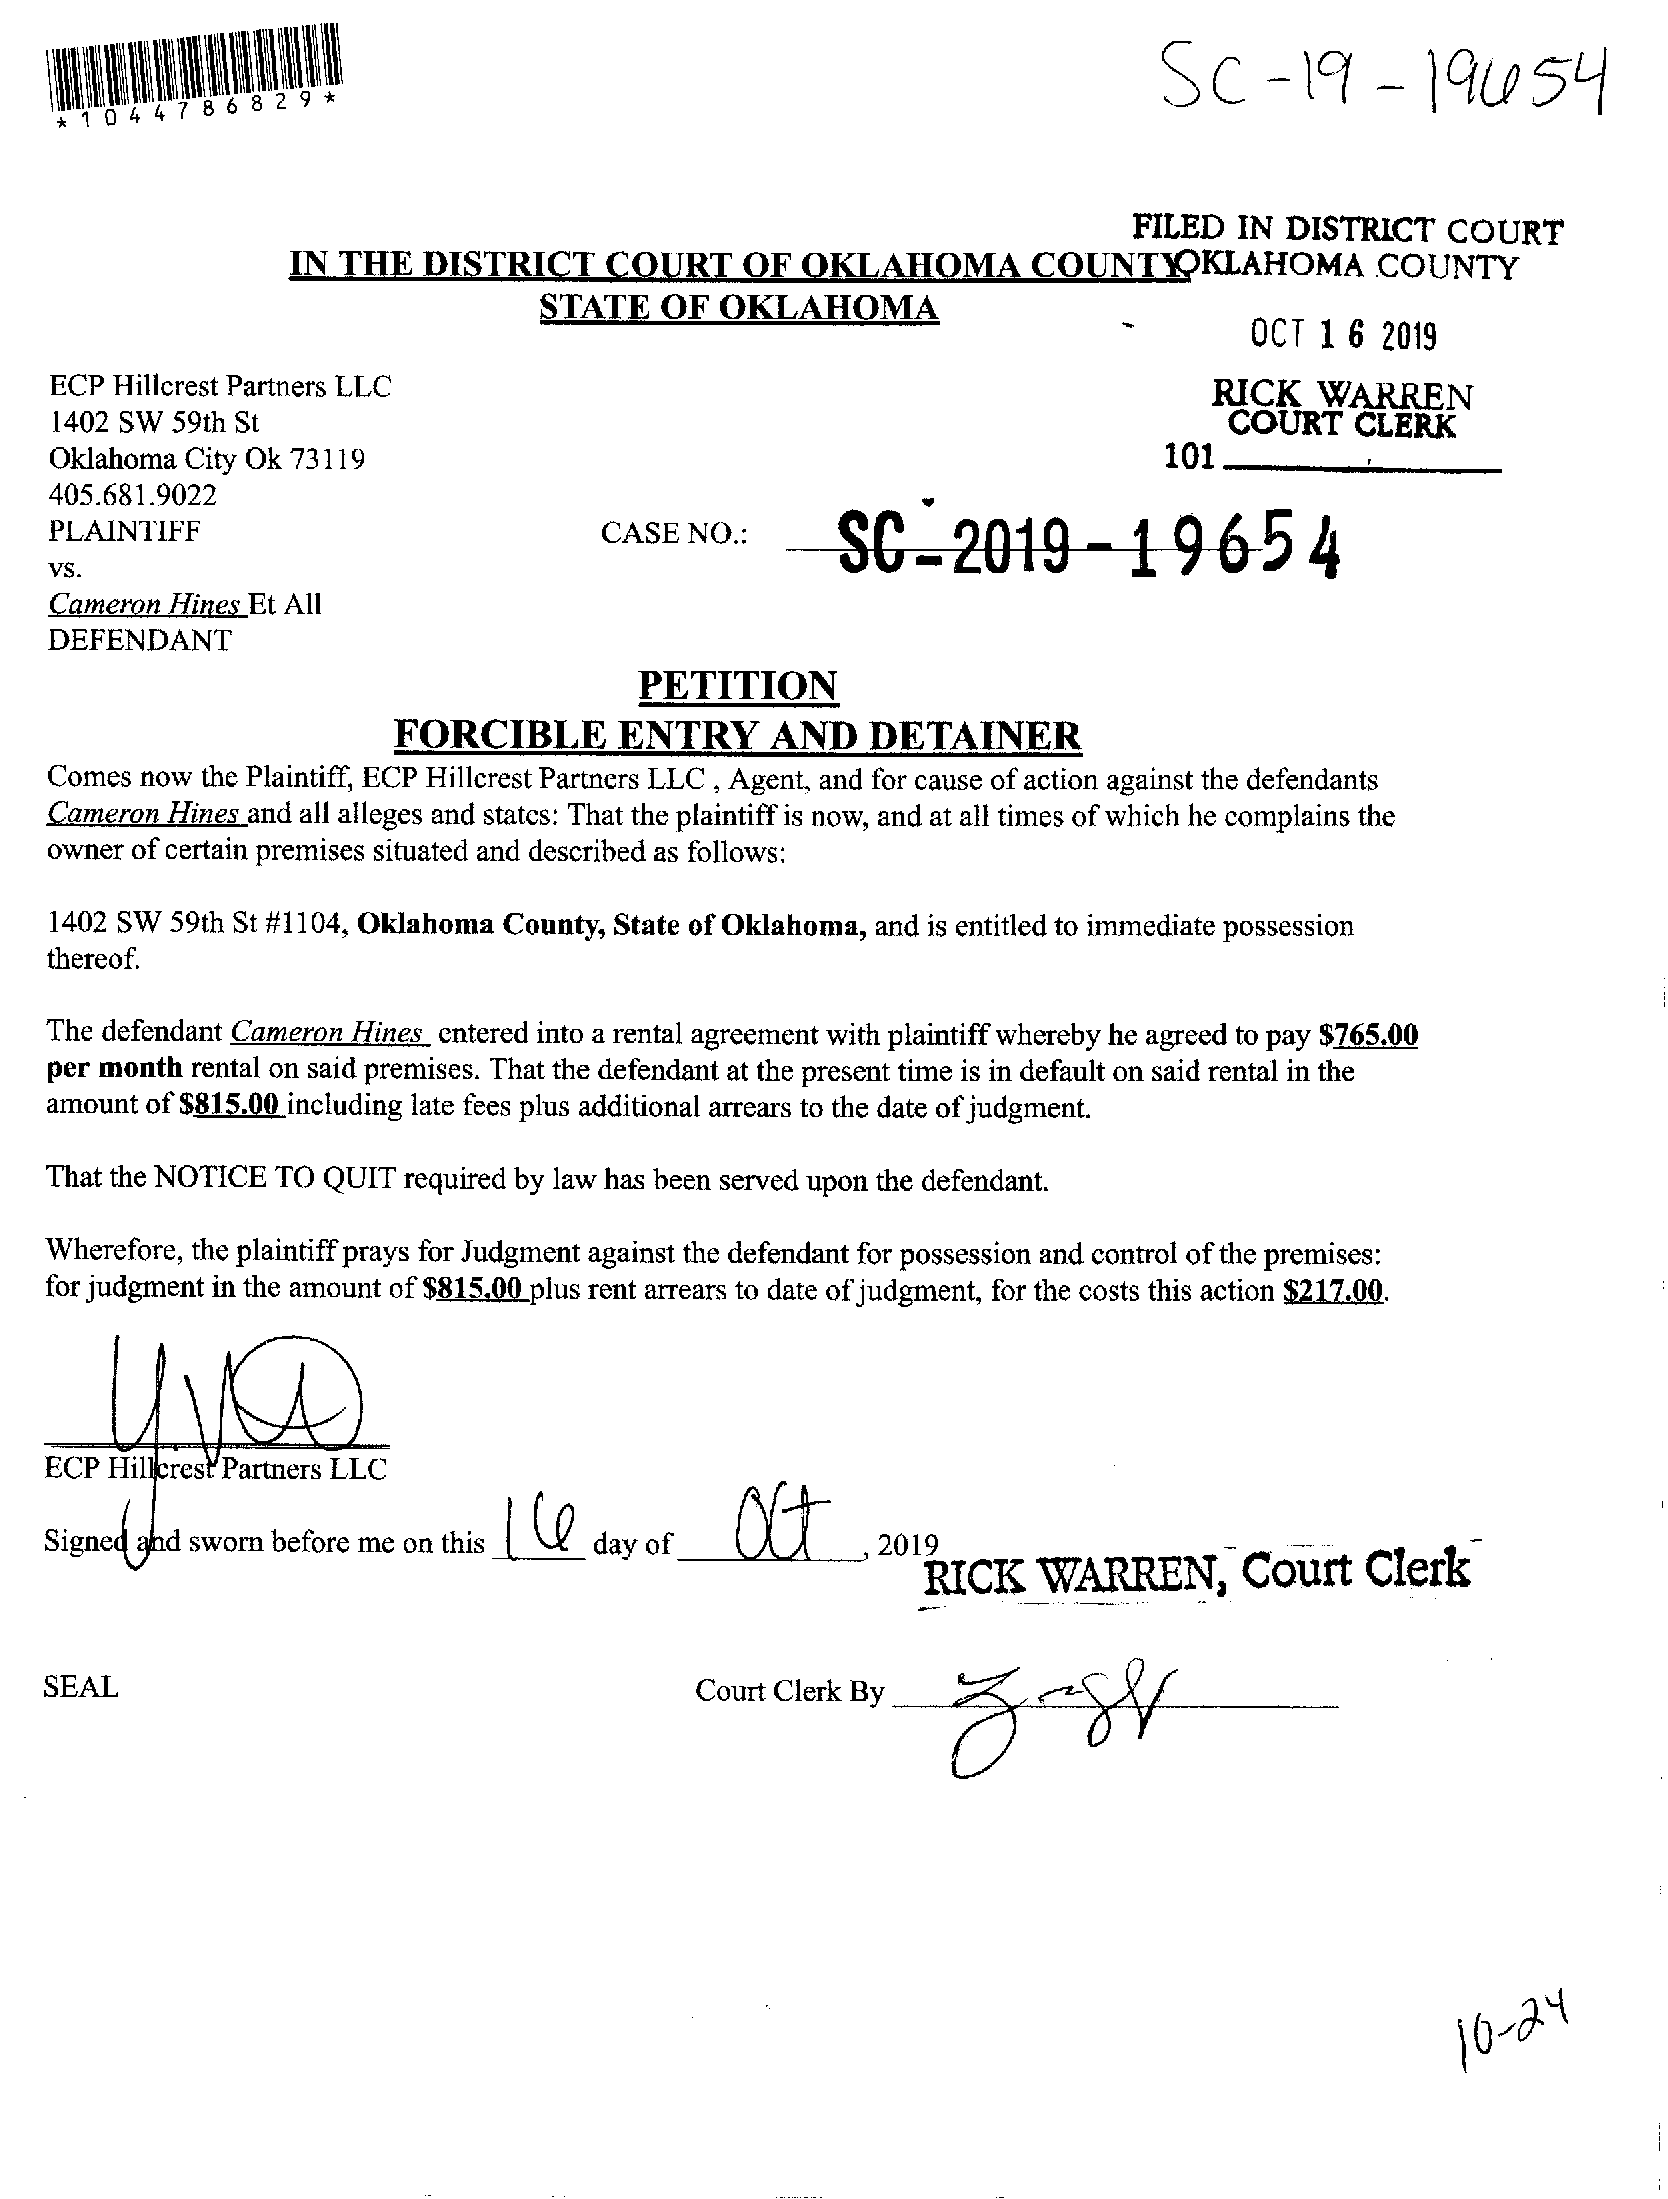 *1044786829*
SC-19-19654
FILED IN DISTRICT COURT
OKLAHOMA COUNTY
IN THE DISTRICT COURT OF OKLAHOMA COUNTY
STATE OF OKLAHOMA
OCT 16 2019
RICK WARREN
COURT CLERK
101
ECP Hillcrest Partners LLC
1402 SW 59th St
Oklahoma City Ok 73119
405.681.9022
PLAINTIFF
CASE NO.: SC-2019-19654
vs.
Cameron Hines Et All
DEFENDANT
PETITION
FORCIBLE ENTRY AND DETAINER
Comes now the Plaintiff, ECP Hillcrest Partners LLC , Agent, and for cause of action against the defendants
Cameron Hines and all alleges and states: That the plaintiff is now, and at all times of which he complains the
owner of certain premises situated and described as follows:
1402 SW 59th St #1104, Oklahoma County, State of Oklahoma, and is entitled to immediate possession
thereof.
The defendant Cameron Hines entered into a rental agreement with plaintiff whereby he agreed to pay $765.00
per month rental on said premises. That the defendant at the present time is in default on said rental in the
amount of $815.00 including late fees plus additional arrears to the date of judgment.
That the NOTICE TO QUIT required by law has been served upon the defendant.
Wherefore, the plaintiff prays for Judgment against the defendant for possession and control of the premises:
for judgment in the amount of $815.00 plus rent arrears to date of judgment, for the costs this action $217.00.
ECP Hillcrest Partners LLC
Signed and sworn before me on this 16 day of Oct, 2019
RICK WARREN, Court Clerk
SEAL
Court Clerk By
10-24